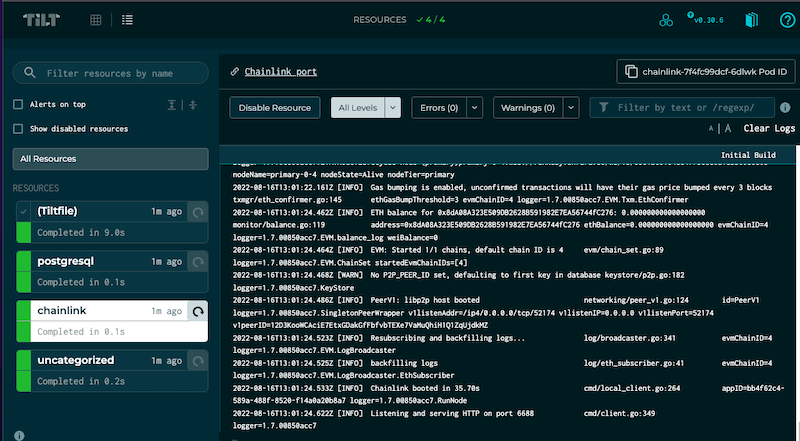 TILT
RESOURCES ✓ 4 / 4
v0.30.6
Filter resources by name
Alerts on top
Show disabled resources
All Resources
RESOURCES
(Tiltfile) 1m ago
Completed in 9.0s
postgresql 1m ago
Completed in 0.1s
chainlink 1m ago
Completed in 0.1s
uncategorized 1m ago
Completed in 0.2s
Chainlink port
chainlink-7f4fc99dcf-6dlwk Pod ID
Disable Resource All Levels Errors (0) Warnings (0) Filter by text or /regexp/
A | A Clear Logs
Initial Build
nodeName=primary-0-4 nodeState=Alive nodeTier=primary
2022-08-16T13:01:22.161Z [INFO] Gas bumping is enabled, unconfirmed transactions will have their gas price bumped every 3 blocks
txmgr/eth_confirmer.go:145 ethGasBumpThreshold=3 evmChainID=4 logger=1.7.00850acc7.EVM.Txm.EthConfirmer
2022-08-16T13:01:24.462Z [INFO] ETH balance for 0x8dA08A323E509DB2628B591982E7EA56744fC276: 0.000000000000000000
monitor/balance.go:119 address=0x8dA08A323E509DB2628B591982E7EA56744fC276 ethBalance=0.000000000000000000 evmChainID=4
logger=1.7.00850acc7.EVM.balance_log weiBalance=0
2022-08-16T13:01:24.464Z [INFO] EVM: Started 1/1 chains, default chain ID is 4 evm/chain_set.go:89
logger=1.7.00850acc7.EVM.ChainSet startedEvmChainIDs=[4]
2022-08-16T13:01:24.468Z [WARN] No P2P_PEER_ID set, defaulting to first key in database keystore/p2p.go:182
logger=1.7.00850acc7.KeyStore
2022-08-16T13:01:24.486Z [INFO] PeerV1: libp2p host booted networking/peer_v1.go:124 id=PeerV1
logger=1.7.00850acc7.SingletonPeerWrapper v1listenAddr=/ip4/0.0.0.0/tcp/52174 v1listenIP=0.0.0.0 v1listenPort=52174
v1peerID=12D3KooWCAciE7EtxGDakGfFbfvbTEXe7VaMuQhiH1Q1ZqUjdkMZ
2022-08-16T13:01:24.523Z [INFO] Resubscribing and backfilling logs... log/broadcaster.go:341 evmChainID=4
logger=1.7.00850acc7.EVM.LogBroadcaster
2022-08-16T13:01:24.525Z [INFO] backfilling logs log/eth_subscriber.go:41 evmChainID=4
logger=1.7.00850acc7.EVM.LogBroadcaster.EthSubscriber
2022-08-16T13:01:24.533Z [INFO] Chainlink booted in 35.70s cmd/local_client.go:264 appID=bb4f62c4-
589a-488f-8520-f14a0a20b8a7 logger=1.7.00850acc7.RunNode
2022-08-16T13:01:24.622Z [INFO] Listening and serving HTTP on port 6688 cmd/client.go:349
logger=1.7.00850acc7